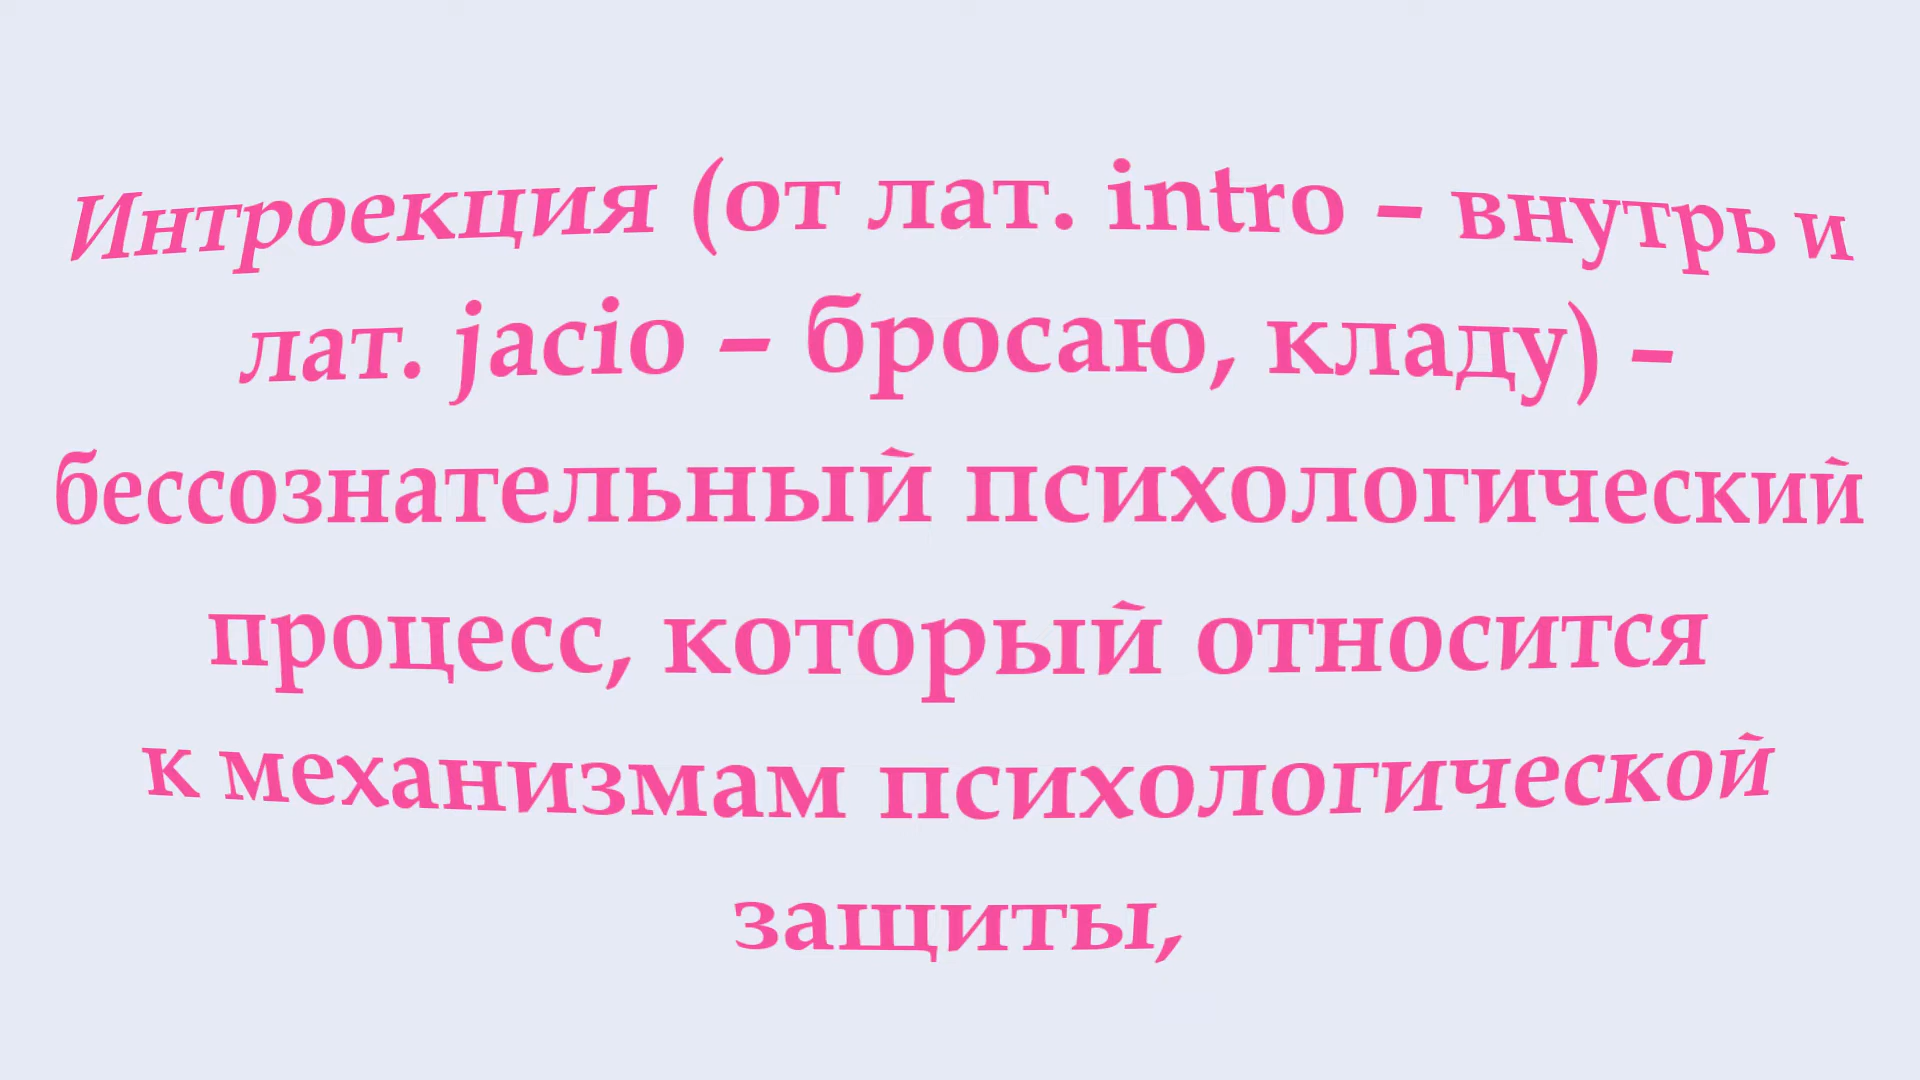 Интроекция (от лат. intro – внутрь и
лат. jacio – бросаю, кладу) –
бессознательный психологический
процесс, который относится
к механизмам психологической
защиты,